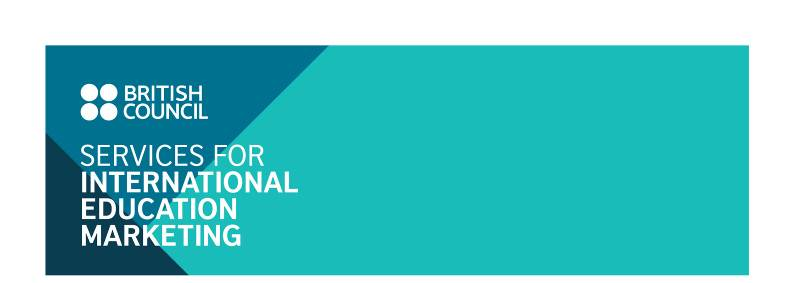 BRITISH
COUNCIL
SERVICES FOR
INTERNATIONAL
EDUCATION
MARKETING